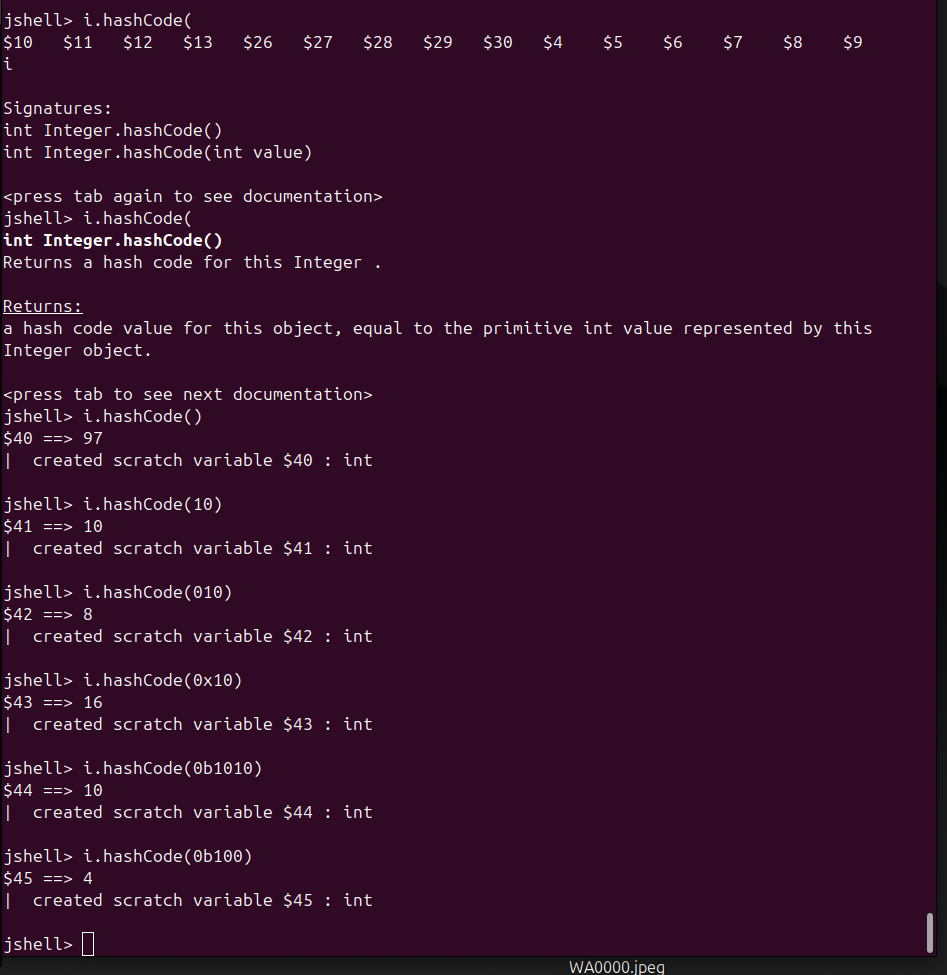 jshell> i.hashCode(
$10   $11   $12   $13   $26   $27   $28   $29   $30   $4    $5    $6    $7    $8    $9
i
Signatures:
int Integer.hashCode()
int Integer.hashCode(int value)
<press tab again to see documentation>
jshell> i.hashCode(
int Integer.hashCode()
Returns a hash code for this Integer .
Returns:
a hash code value for this object, equal to the primitive int value represented by this
Integer object.
<press tab to see next documentation>
jshell> i.hashCode()
$40 ==> 97
|  created scratch variable $40 : int
jshell> i.hashCode(10)
$41 ==> 10
|  created scratch variable $41 : int
jshell> i.hashCode(010)
$42 ==> 8
|  created scratch variable $42 : int
jshell> i.hashCode(0x10)
$43 ==> 16
|  created scratch variable $43 : int
jshell> i.hashCode(0b1010)
$44 ==> 10
|  created scratch variable $44 : int
jshell> i.hashCode(0b100)
$45 ==> 4
|  created scratch variable $45 : int
jshell>
WA0000.jpeg